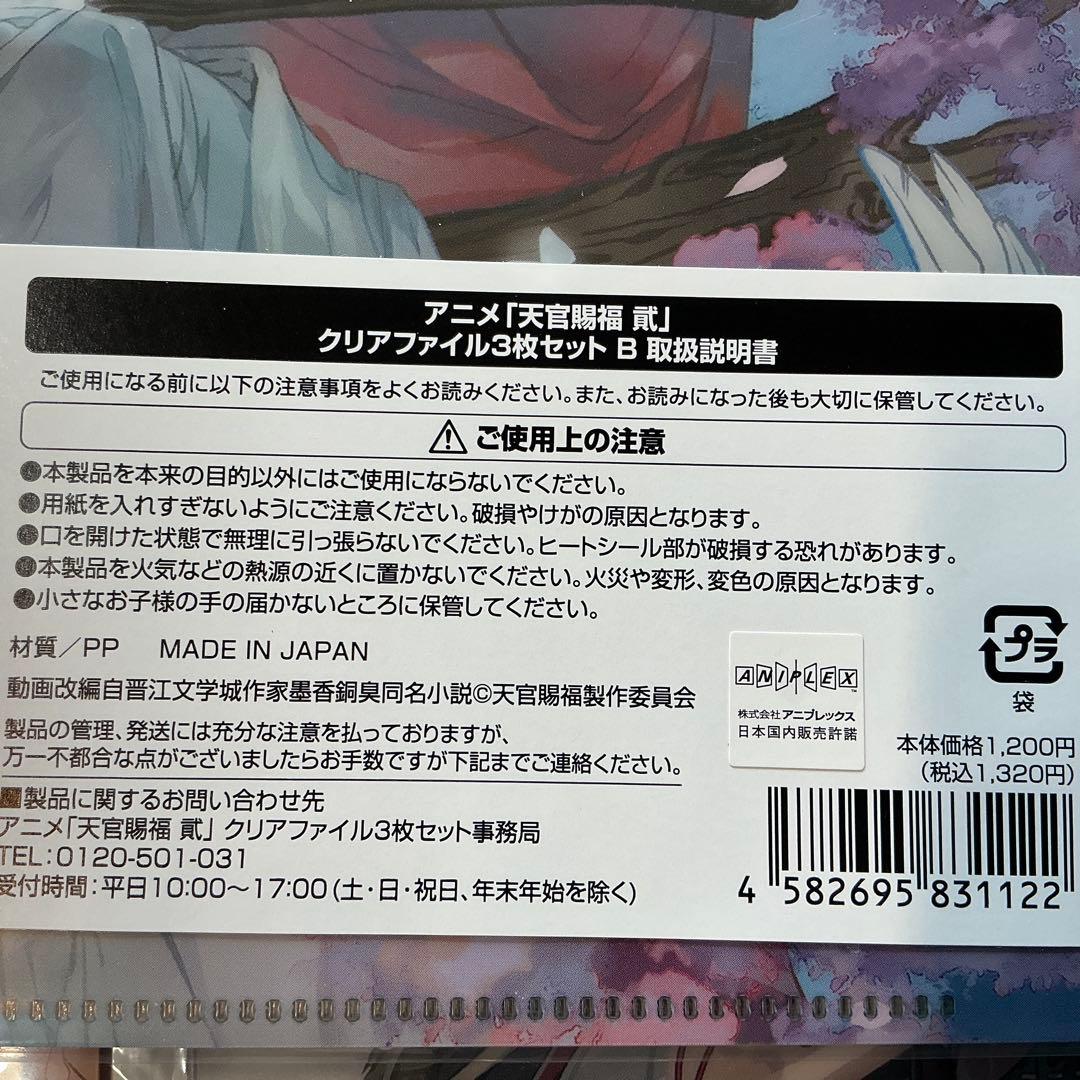 アニメ「天官賜福 貮」
クリアファイル3枚セット B 取扱説明書
ご使用になる前に以下の注意事項をよくお読みください。また、お読みになった後も大切に保管してください。
ご使用上の注意
●本製品を本来の目的以外にはご使用にならないでください。
●用紙を入れすぎないようにご注意ください。破損やけがの原因となります。
●口を開けた状態で無理に引っ張らないでください。ヒートシール部が破損する恐れがあります。
●本製品を火気などの熱源の近くに置かないでください。火災や変形、変色の原因となります。
●小さなお子様の手の届かないところに保管してください。
材質／PP MADE IN JAPAN
動画改編自晋江文学城作家墨香銅臭同名小説©天官賜福製作委員会
製品の管理、発送には充分な注意を払っておりますが、
万一不都合な点がございましたらお手数ですが下記までご連絡ください。
■製品に関するお問い合わせ先
アニメ「天官賜福 貮」 クリアファイル3枚セット事務局
TEL：0120-501-031
受付時間：平日10:00～17:00(土・日・祝日、年末年始を除く)
ANIPLEX™
株式会社アニプレックス
日本国内販売許諾
プラ
袋
本体価格1,200円
(税込1,320円)
4 582695 831122